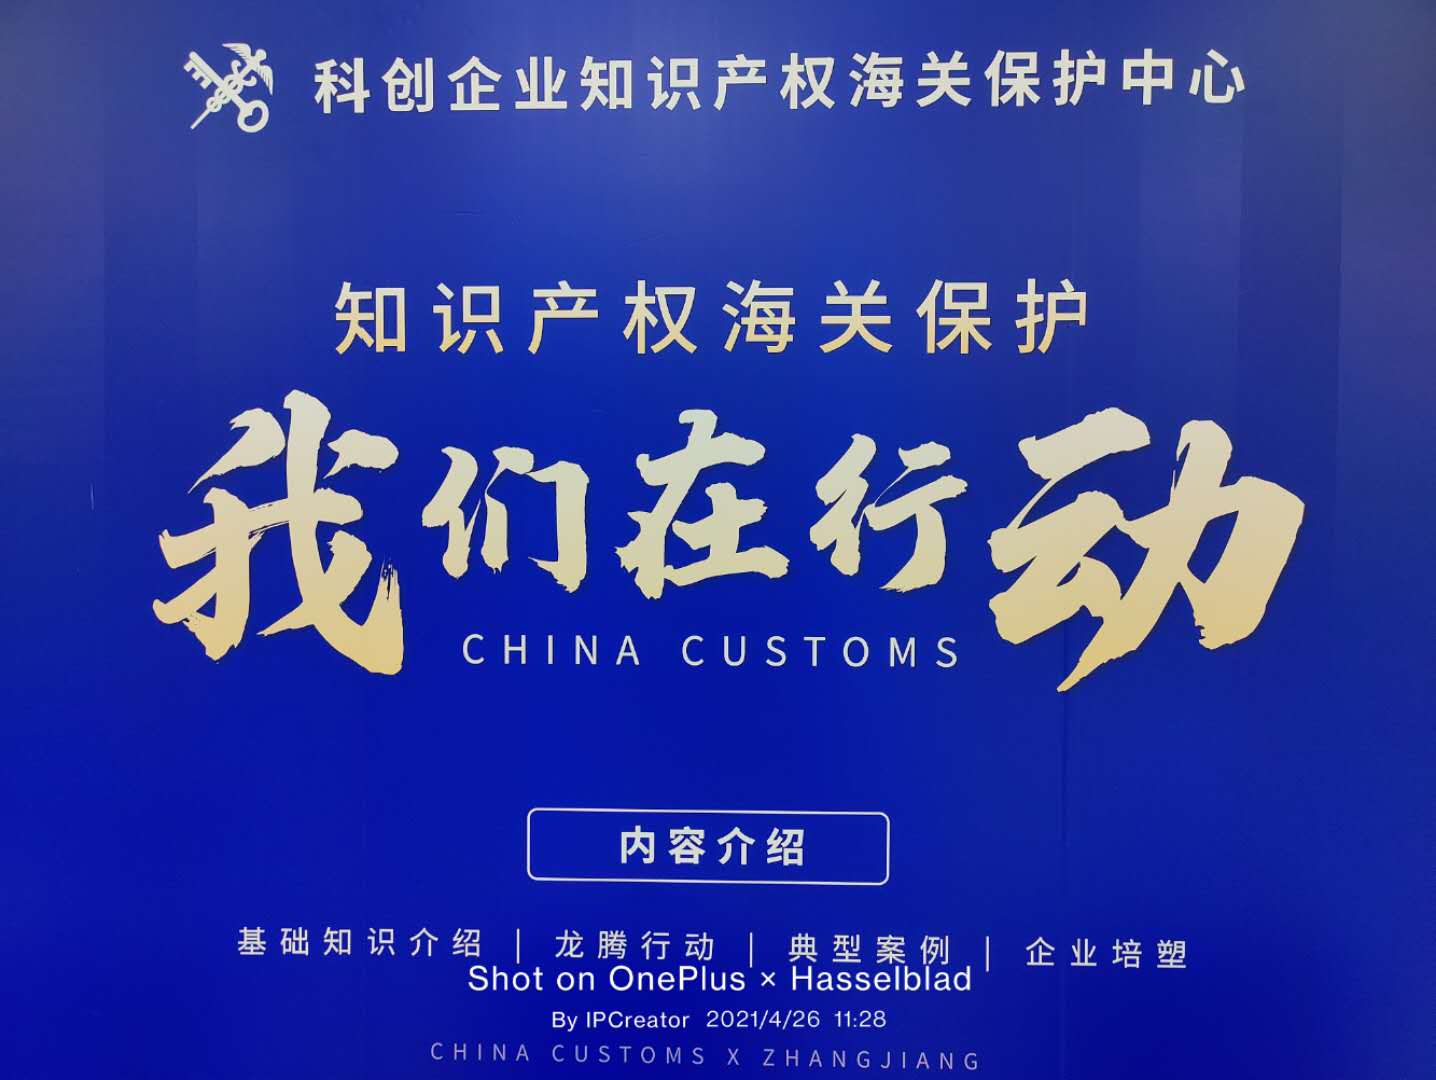 科创企业知识产权海关保护中心
知识产权海关保护
我们在行动
CHINA CUSTOMS
内容介绍
基础知识介绍 | 龙腾行动 | 典型案例 | 企业培塑
Shot on OnePlus × Hasselblad
By IPCreator 2021/4/26 11:28
CHINA CUSTOMS X ZHANGJIANG